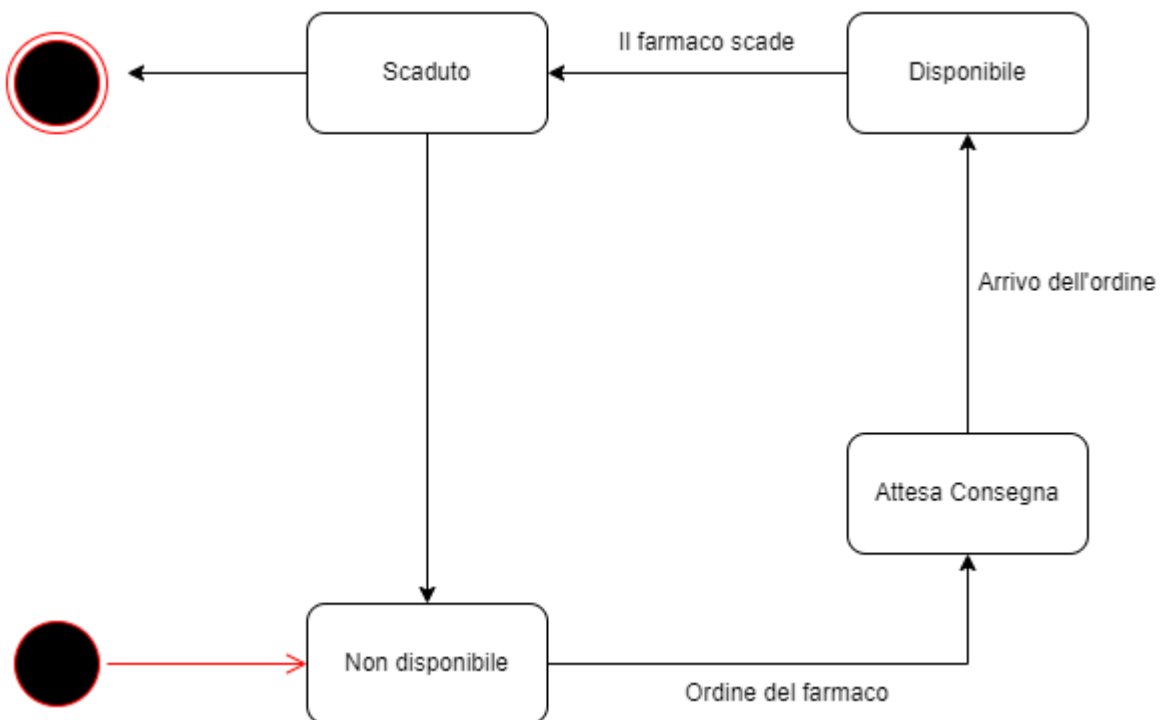 Il farmaco scade
Scaduto
Disponibile
Arrivo dell'ordine
Attesa Consegna
Non disponibile
Ordine del farmaco